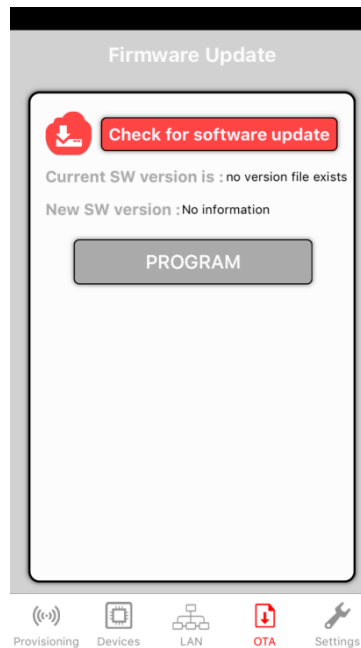 Firmware Update
Check for software update
Current SW version is : no version file exists
New SW version : No information
PROGRAM
Provisioning Devices LAN OTA Settings